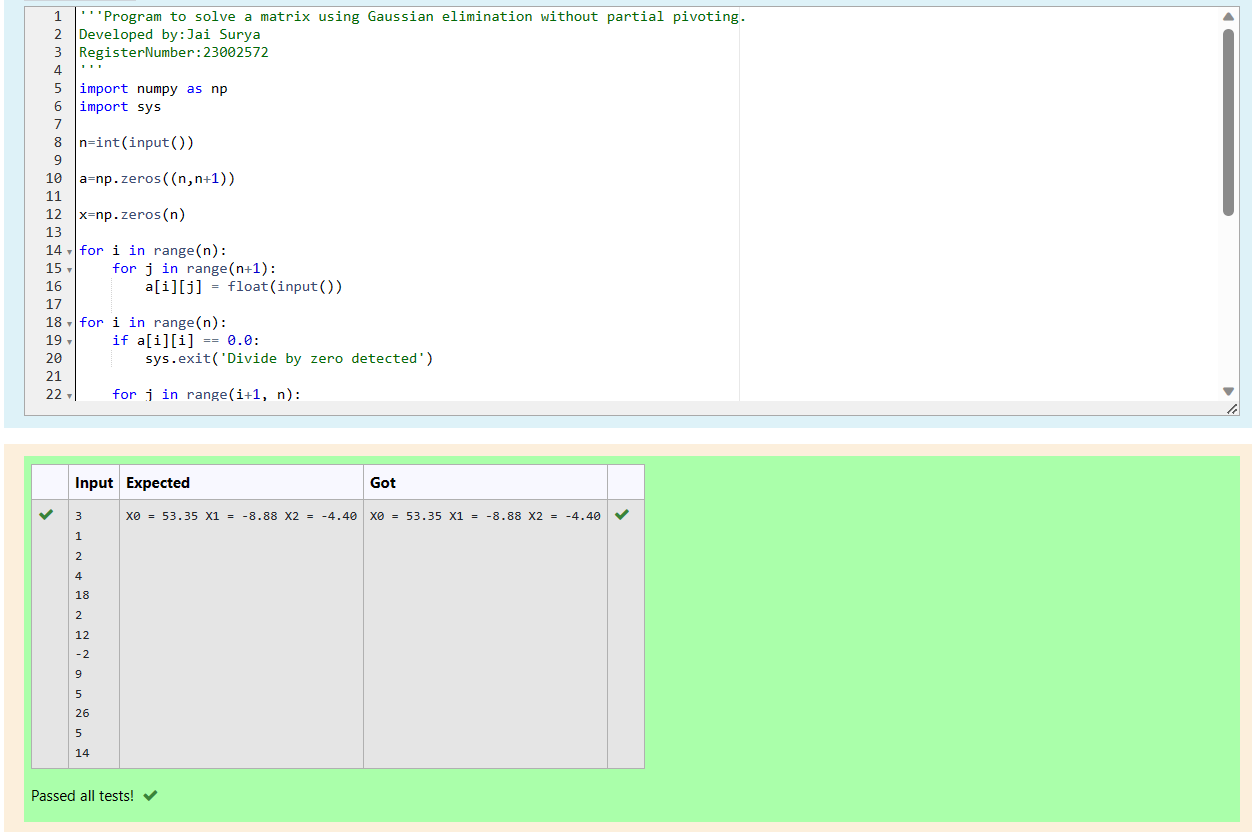 1 '''Program to solve a matrix using Gaussian elimination without partial pivoting.
2 Developed by:Jai Surya
3 RegisterNumber:23002572
4 '''
5 import numpy as np
6 import sys
7
8 n=int(input())
9
10 a=np.zeros((n,n+1))
11
12 x=np.zeros(n)
13
14 for i in range(n):
15     for j in range(n+1):
16         a[i][j] = float(input())
17
18 for i in range(n):
19     if a[i][i] == 0.0:
20         sys.exit('Divide by zero detected')
21
22     for j in range(i+1, n):
Input Expected Got
3 X0 = 53.35 X1 = -8.88 X2 = -4.40 X0 = 53.35 X1 = -8.88 X2 = -4.40
1
2
4
18
2
12
-2
9
5
26
5
14
Passed all tests!